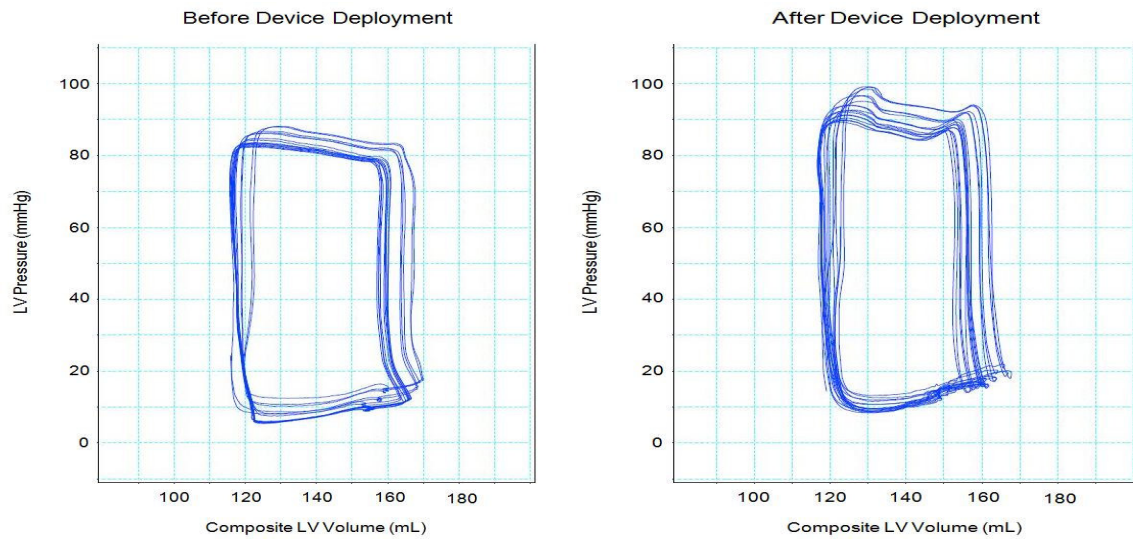 Before Device Deployment
After Device Deployment
LV Pressure (mmHg)
100
80
60
40
20
0
100 120 140 160 180
Composite LV Volume (mL)
LV Pressure (mmHg)
100
80
60
40
20
0
100 120 140 160 180
Composite LV Volume (mL)